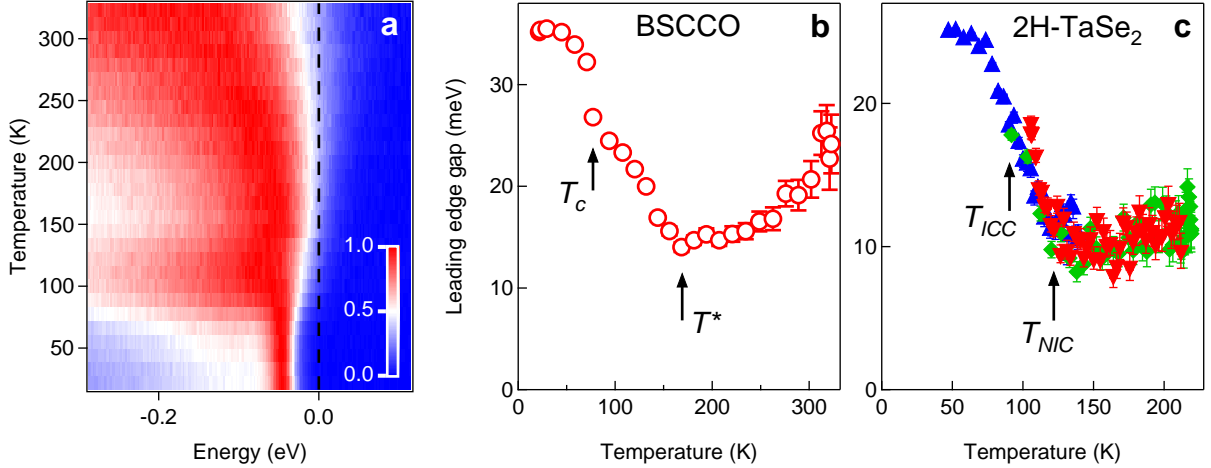 a
300
250
200
150
100
50
Temperature (K)
-0.2
0.0
Energy (eV)
1.0
0.5
0.0
BSCCO
b
Leading edge gap (meV)
30
20
10
0
T_c
T*
0
100
200
300
Temperature (K)
2H-TaSe₂
c
20
10
0
T_ICC
T_NIC
0
50
100
150
200
Temperature (K)